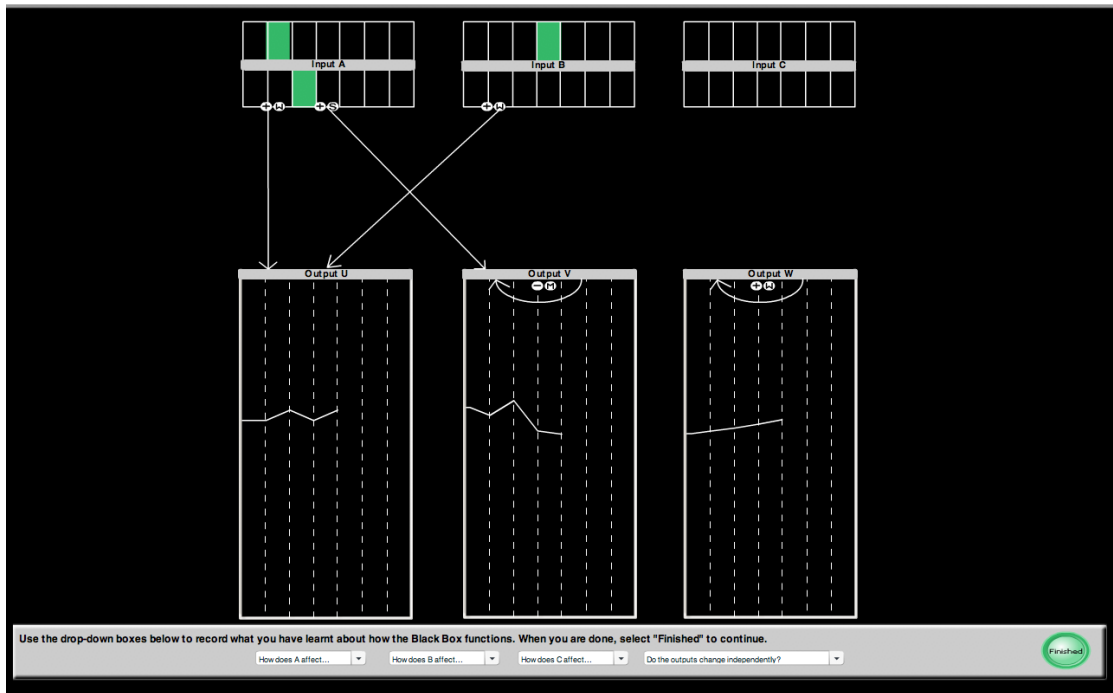 Input A
Input B
Input C
+ W
+ S
+ W
Output U
Output V
Output W
− M
+ W
Use the drop-down boxes below to record what you have learnt about how the Black Box functions. When you are done, select "Finished" to continue.
How does A affect...
How does B affect...
How does C affect...
Do the outputs change independently?
Finished